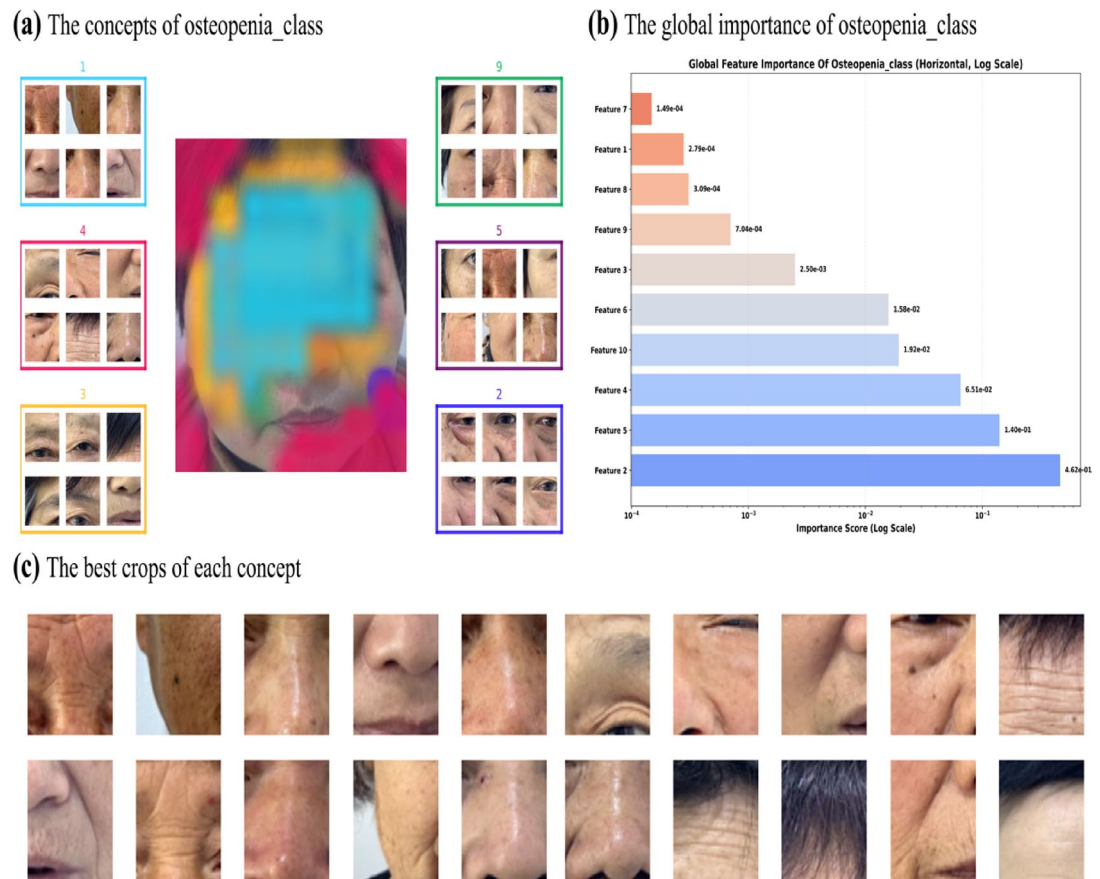 (a) The concepts of osteopenia_class
1
9
4
5
3
2
(b) The global importance of osteopenia_class
Global Feature Importance Of Osteopenia_class (Horizontal, Log Scale)
Feature 7 1.49e-04
Feature 1 2.79e-04
Feature 8 3.09e-04
Feature 9 7.04e-04
Feature 3 2.50e-03
Feature 6 1.58e-02
Feature 10 1.92e-02
Feature 4 6.51e-02
Feature 5 1.40e-01
Feature 2 4.62e-01
10⁻⁴ 10⁻³ 10⁻² 10⁻¹
Importance Score (Log Scale)
(c) The best crops of each concept